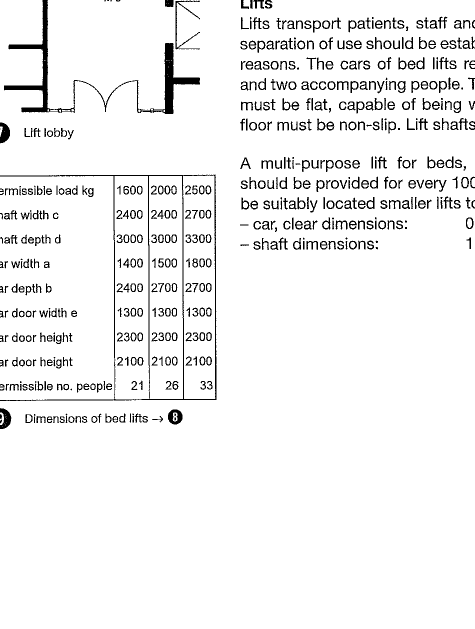 7 Lift lobby
ermissible load kg 1600 2000 2500
haft width c 2400 2400 2700
haft depth d 3000 3000 3300
ar width a 1400 1500 1800
ar depth b 2400 2700 2700
ar door width e 1300 1300 1300
ar door height 2300 2300 2300
ar door height 2100 2100 2100
ermissible no. people 21 26 33
9 Dimensions of bed lifts → 8
Lifts
Lifts transport patients, staff and
separation of use should be estab
reasons. The cars of bed lifts re
and two accompanying people. T
must be flat, capable of being w
floor must be non-slip. Lift shafts
A multi-purpose lift for beds,
should be provided for every 100
be suitably located smaller lifts to
– car, clear dimensions: 0
– shaft dimensions: 1